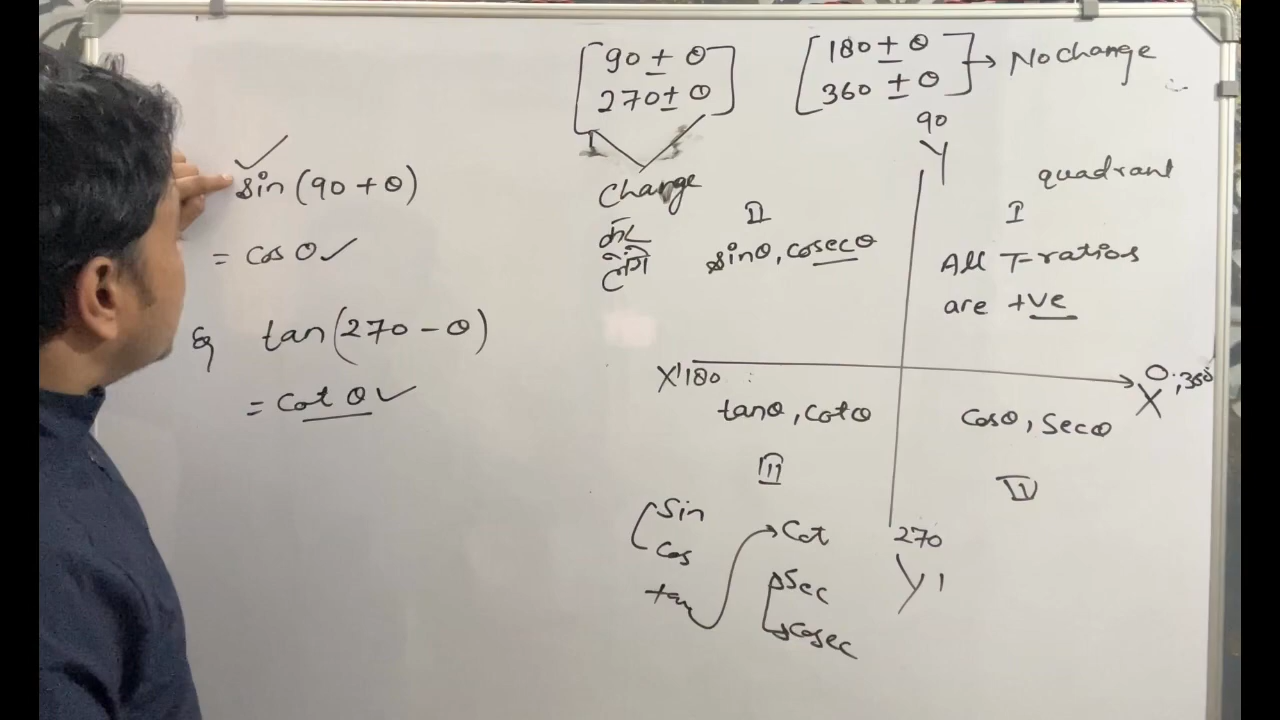 90 ± θ
270 ± θ
Change
180 ± θ
360 ± θ
→ No change
sin (90 + θ)
= cos θ ✓
tan (270 - θ)
= cot θ ✓
90
Y
quadrant
II
sinθ, cosecθ
I
All T-ratios
are +ve
X' 180
0, 360
X
tanθ, cotθ
III
cosθ, Secθ
IV
270
Y'
Sin
Cos
tan
Cot
Sec
Cosec